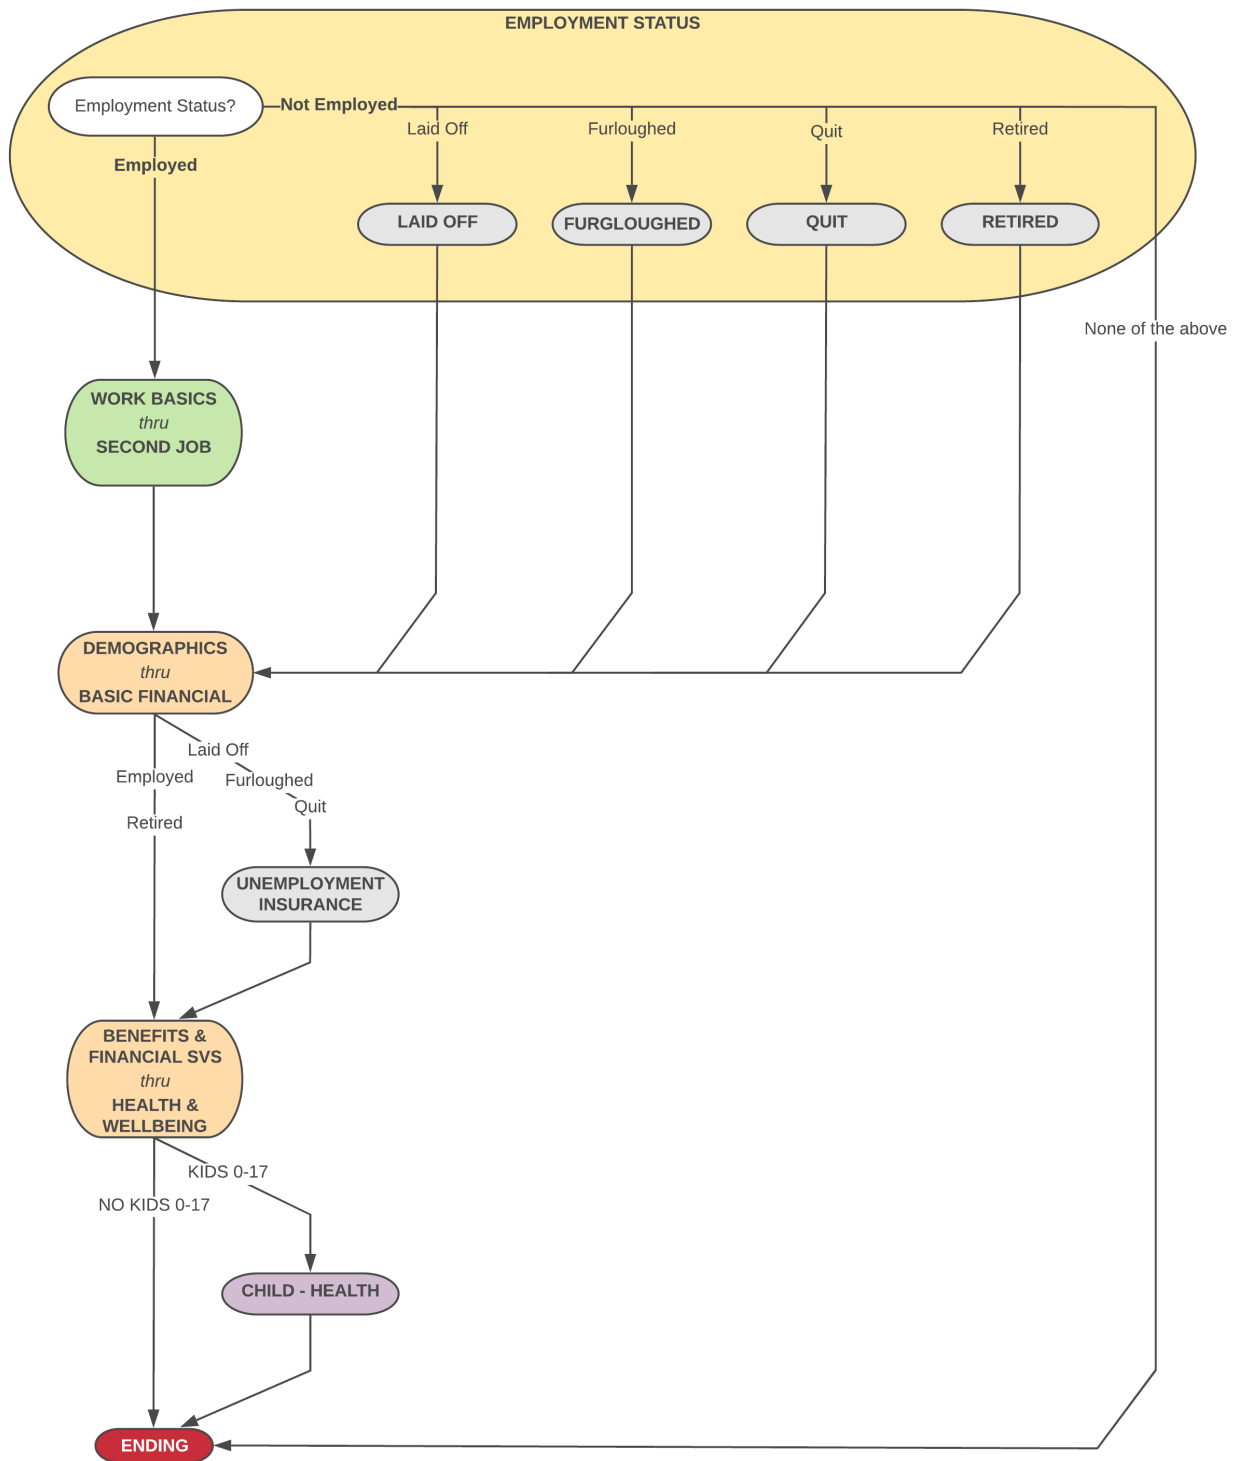 EMPLOYMENT STATUS
Employment Status?
Not Employed
Laid Off
Furloughed
Quit
Retired
Employed
LAID OFF
FURGLOUGHED
QUIT
RETIRED
None of the above
WORK BASICS
thru
SECOND JOB
DEMOGRAPHICS
thru
BASIC FINANCIAL
Laid Off
Employed
Furloughed
Quit
Retired
UNEMPLOYMENT
INSURANCE
BENEFITS &
FINANCIAL SVS
thru
HEALTH &
WELLBEING
KIDS 0-17
NO KIDS 0-17
CHILD - HEALTH
ENDING